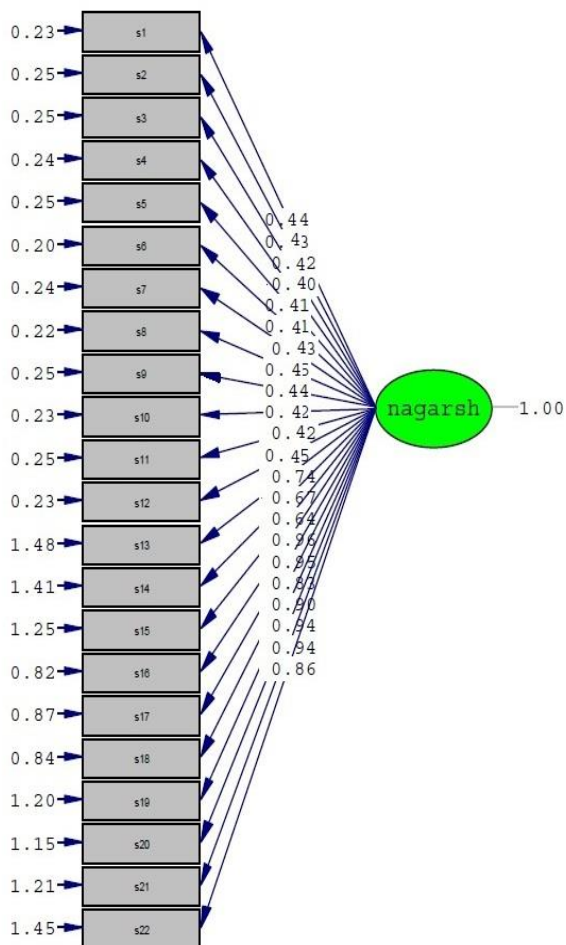 0.23 s1
0.25 s2
0.25 s3
0.24 s4
0.25 s5
0.20 s6
0.24 s7
0.22 s8
0.25 s9
0.23 s10
0.25 s11
0.23 s12
1.48 s13
1.41 s14
1.25 s15
0.82 s16
0.87 s17
0.84 s18
1.20 s19
1.15 s20
1.21 s21
1.45 s22
0.44
0.43
0.42
0.40
0.41
0.41
0.43
0.45
0.44
0.42
0.42
0.45
0.74
0.67
0.64
0.96
0.95
0.83
0.90
0.94
0.94
0.86
nagarsh 1.00